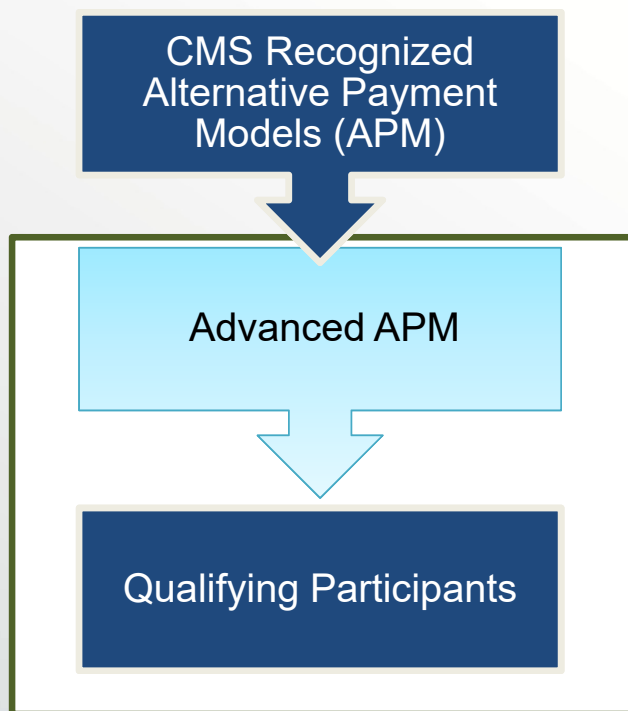 CMS Recognized
Alternative Payment
Models (APM)
Advanced APM
Qualifying Participants